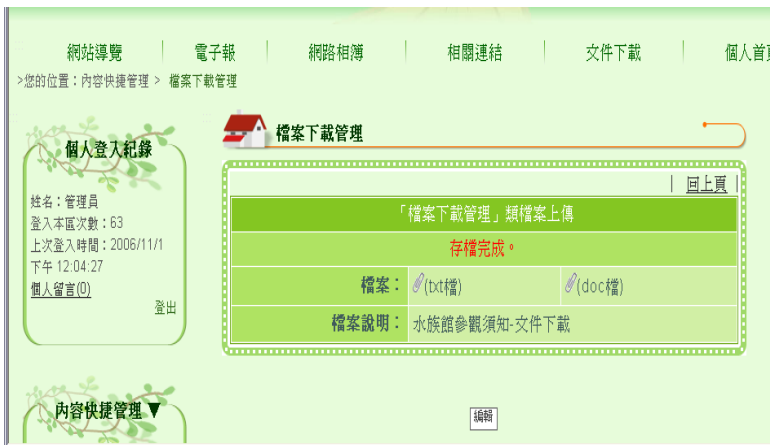 網站導覽 電子報 網路相簿 相關連結 文件下載 個人首頁
>您的位置：內容快捷管理 > 檔案下載管理
個人登入紀錄
姓名：管理員
登入本區次數：63
上次登入時間：2006/11/1
下午 12:04:27
個人留言(0)
登出
內容快捷管理▼
檔案下載管理
| 回上頁 |
「檔案下載管理」類檔案上傳
存檔完成。
檔案： (txt檔) (doc檔)
檔案說明： 水族館參觀須知-文件下載
編輯